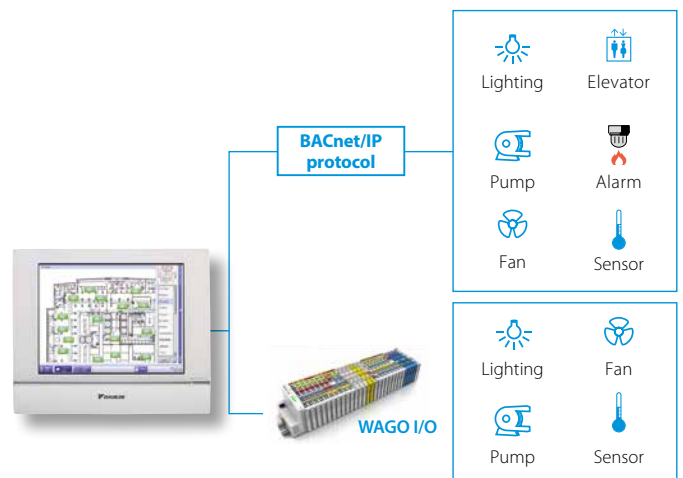 Lighting
Elevator
BACnet/IP
protocol
Pump
Alarm
Fan
Sensor
DAIKIN
WAGO I/O
Lighting
Fan
Pump
Sensor